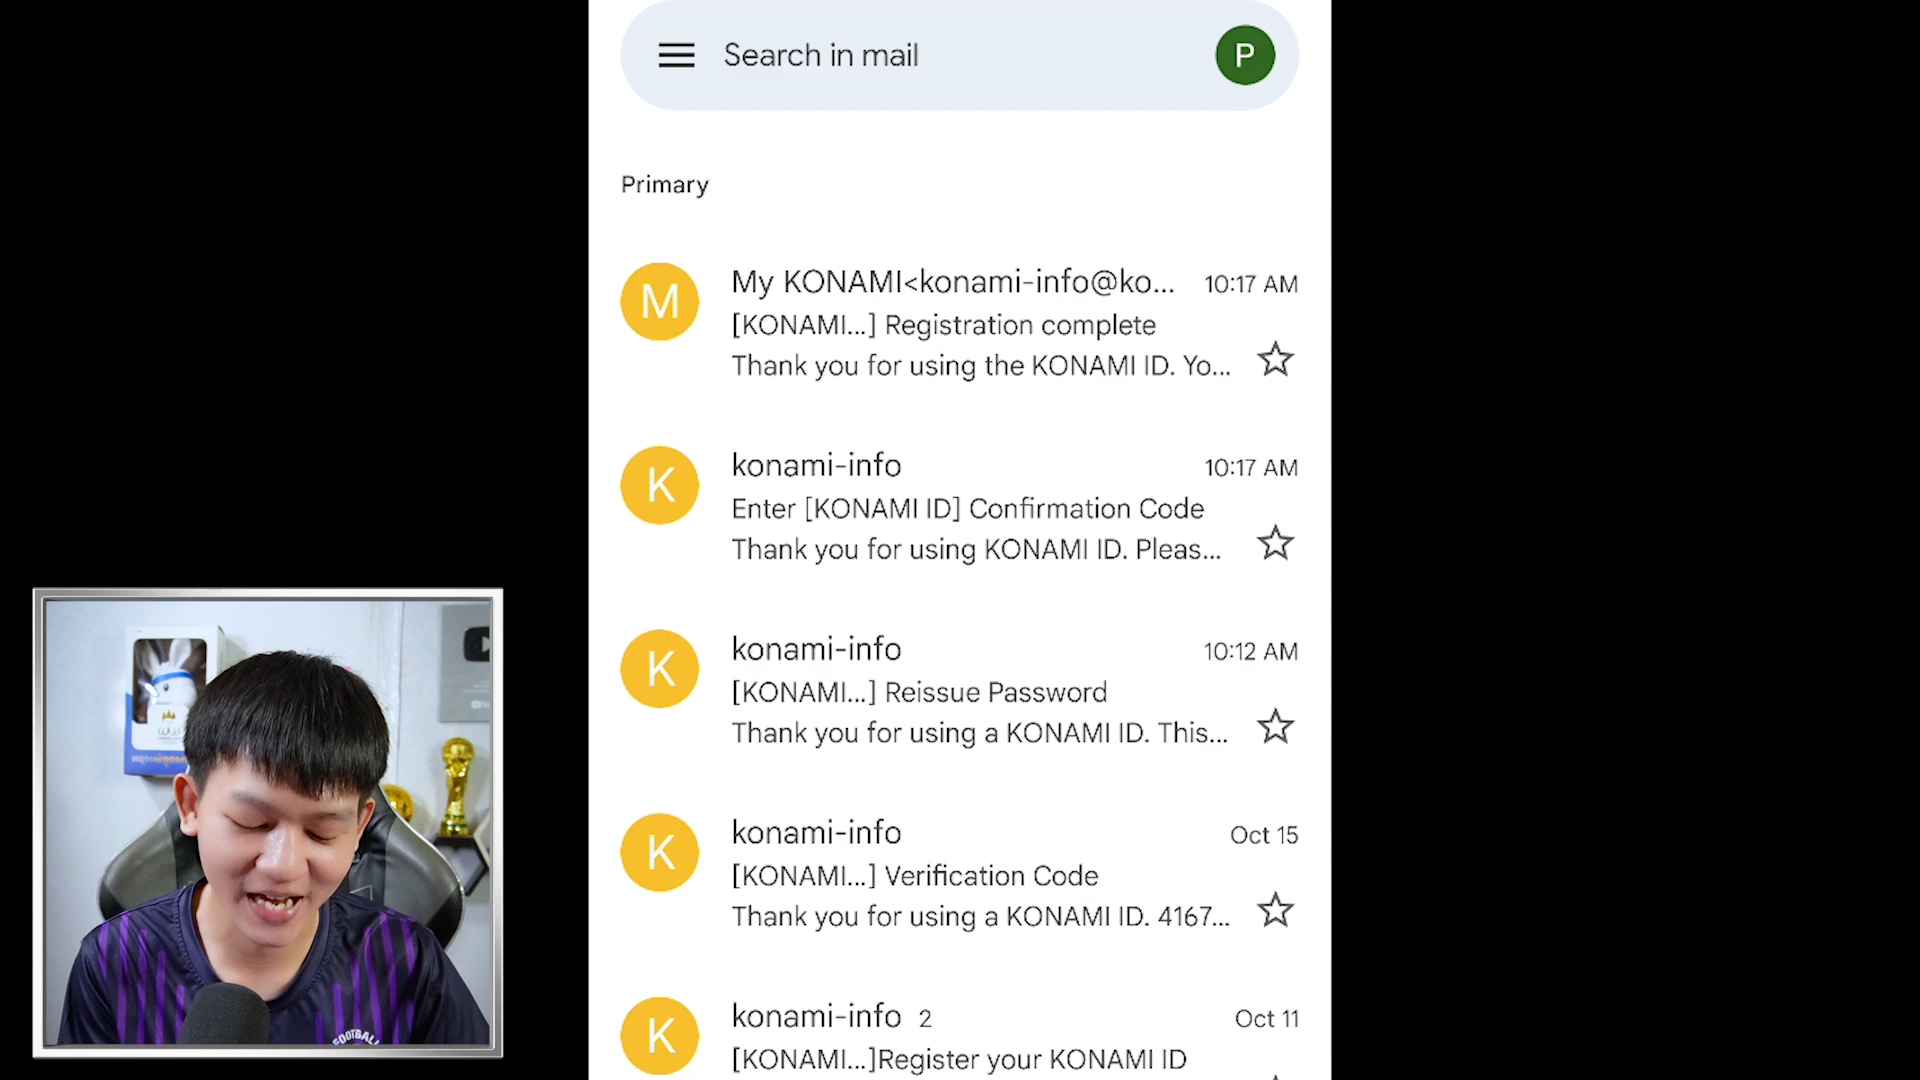 Search in mail
P
Primary
M
My KONAMI<konami-info@ko...
10:17 AM
[KONAMI...] Registration complete
Thank you for using the KONAMI ID. Yo...
K
konami-info
10:17 AM
Enter [KONAMI ID] Confirmation Code
Thank you for using KONAMI ID. Pleas...
K
konami-info
10:12 AM
[KONAMI...] Reissue Password
Thank you for using a KONAMI ID. This...
K
konami-info
Oct 15
[KONAMI...] Verification Code
Thank you for using a KONAMI ID. 4167...
K
konami-info 2
Oct 11
[KONAMI...]Register your KONAMI ID
FOOTBALL